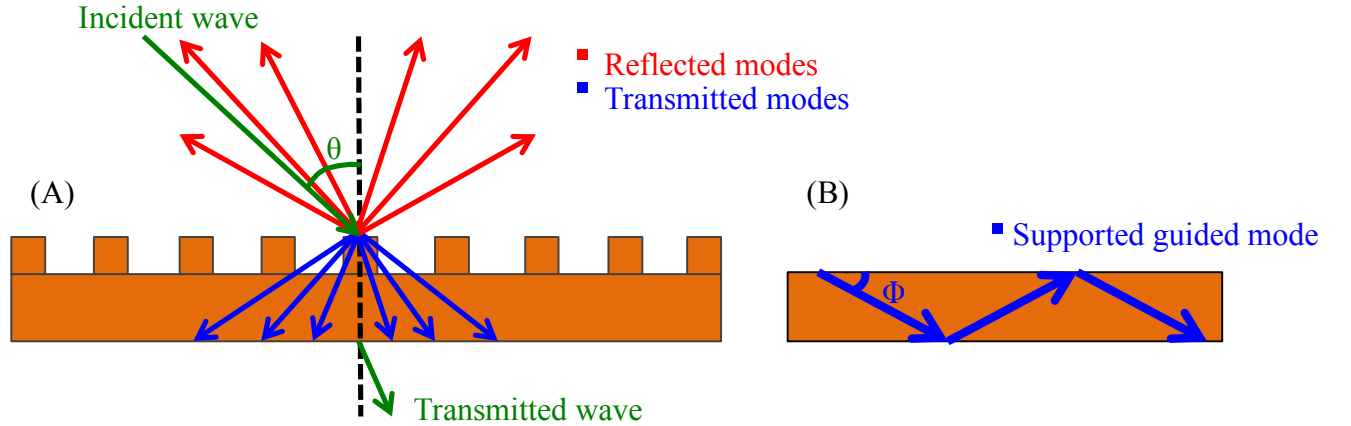 Incident wave
Reflected modes
Transmitted modes
θ
(A)
(B)
Supported guided mode
Φ
Transmitted wave